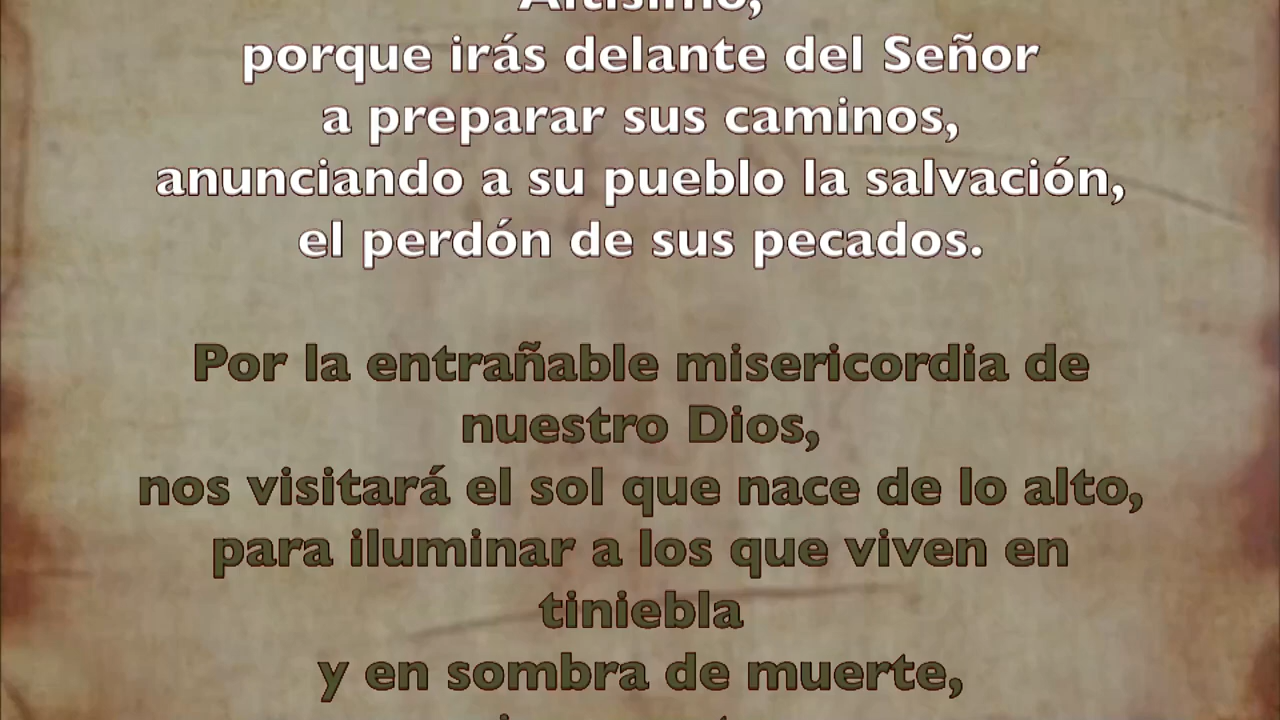 Altísimo,
porque irás delante del Señor
a preparar sus caminos,
anunciando a su pueblo la salvación,
el perdón de sus pecados.
Por la entrañable misericordia de
nuestro Dios,
nos visitará el sol que nace de lo alto,
para iluminar a los que viven en
tiniebla
y en sombra de muerte,